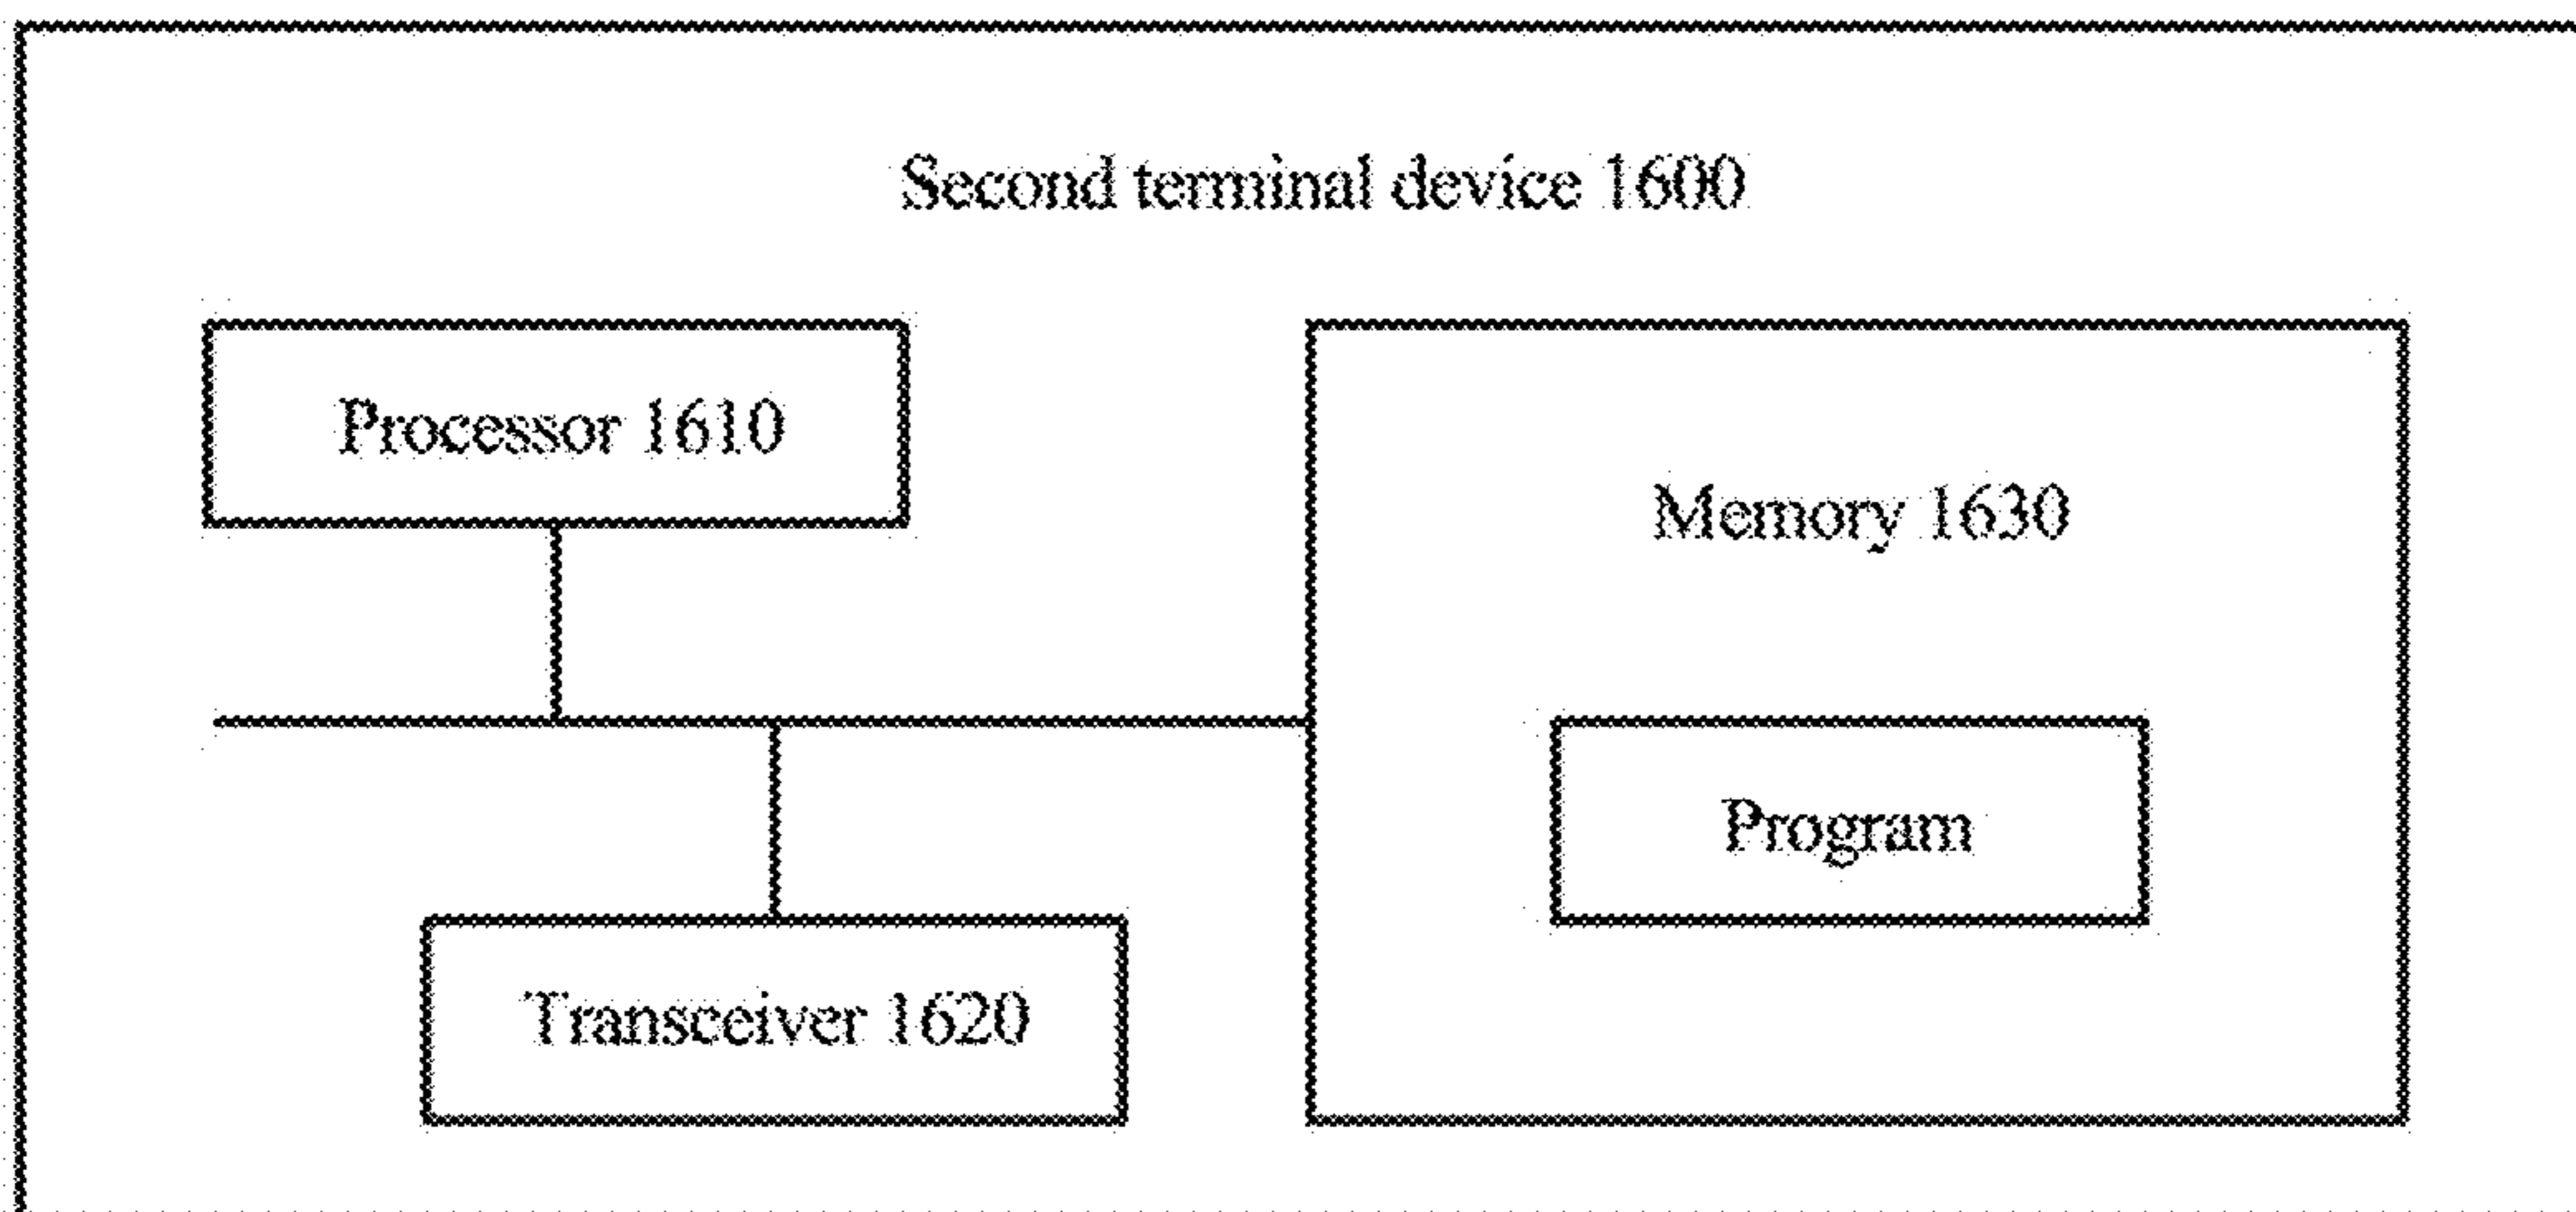 Second terminal device 1600
Processor 1610
Memory 1630
Program
Transceiver 1620